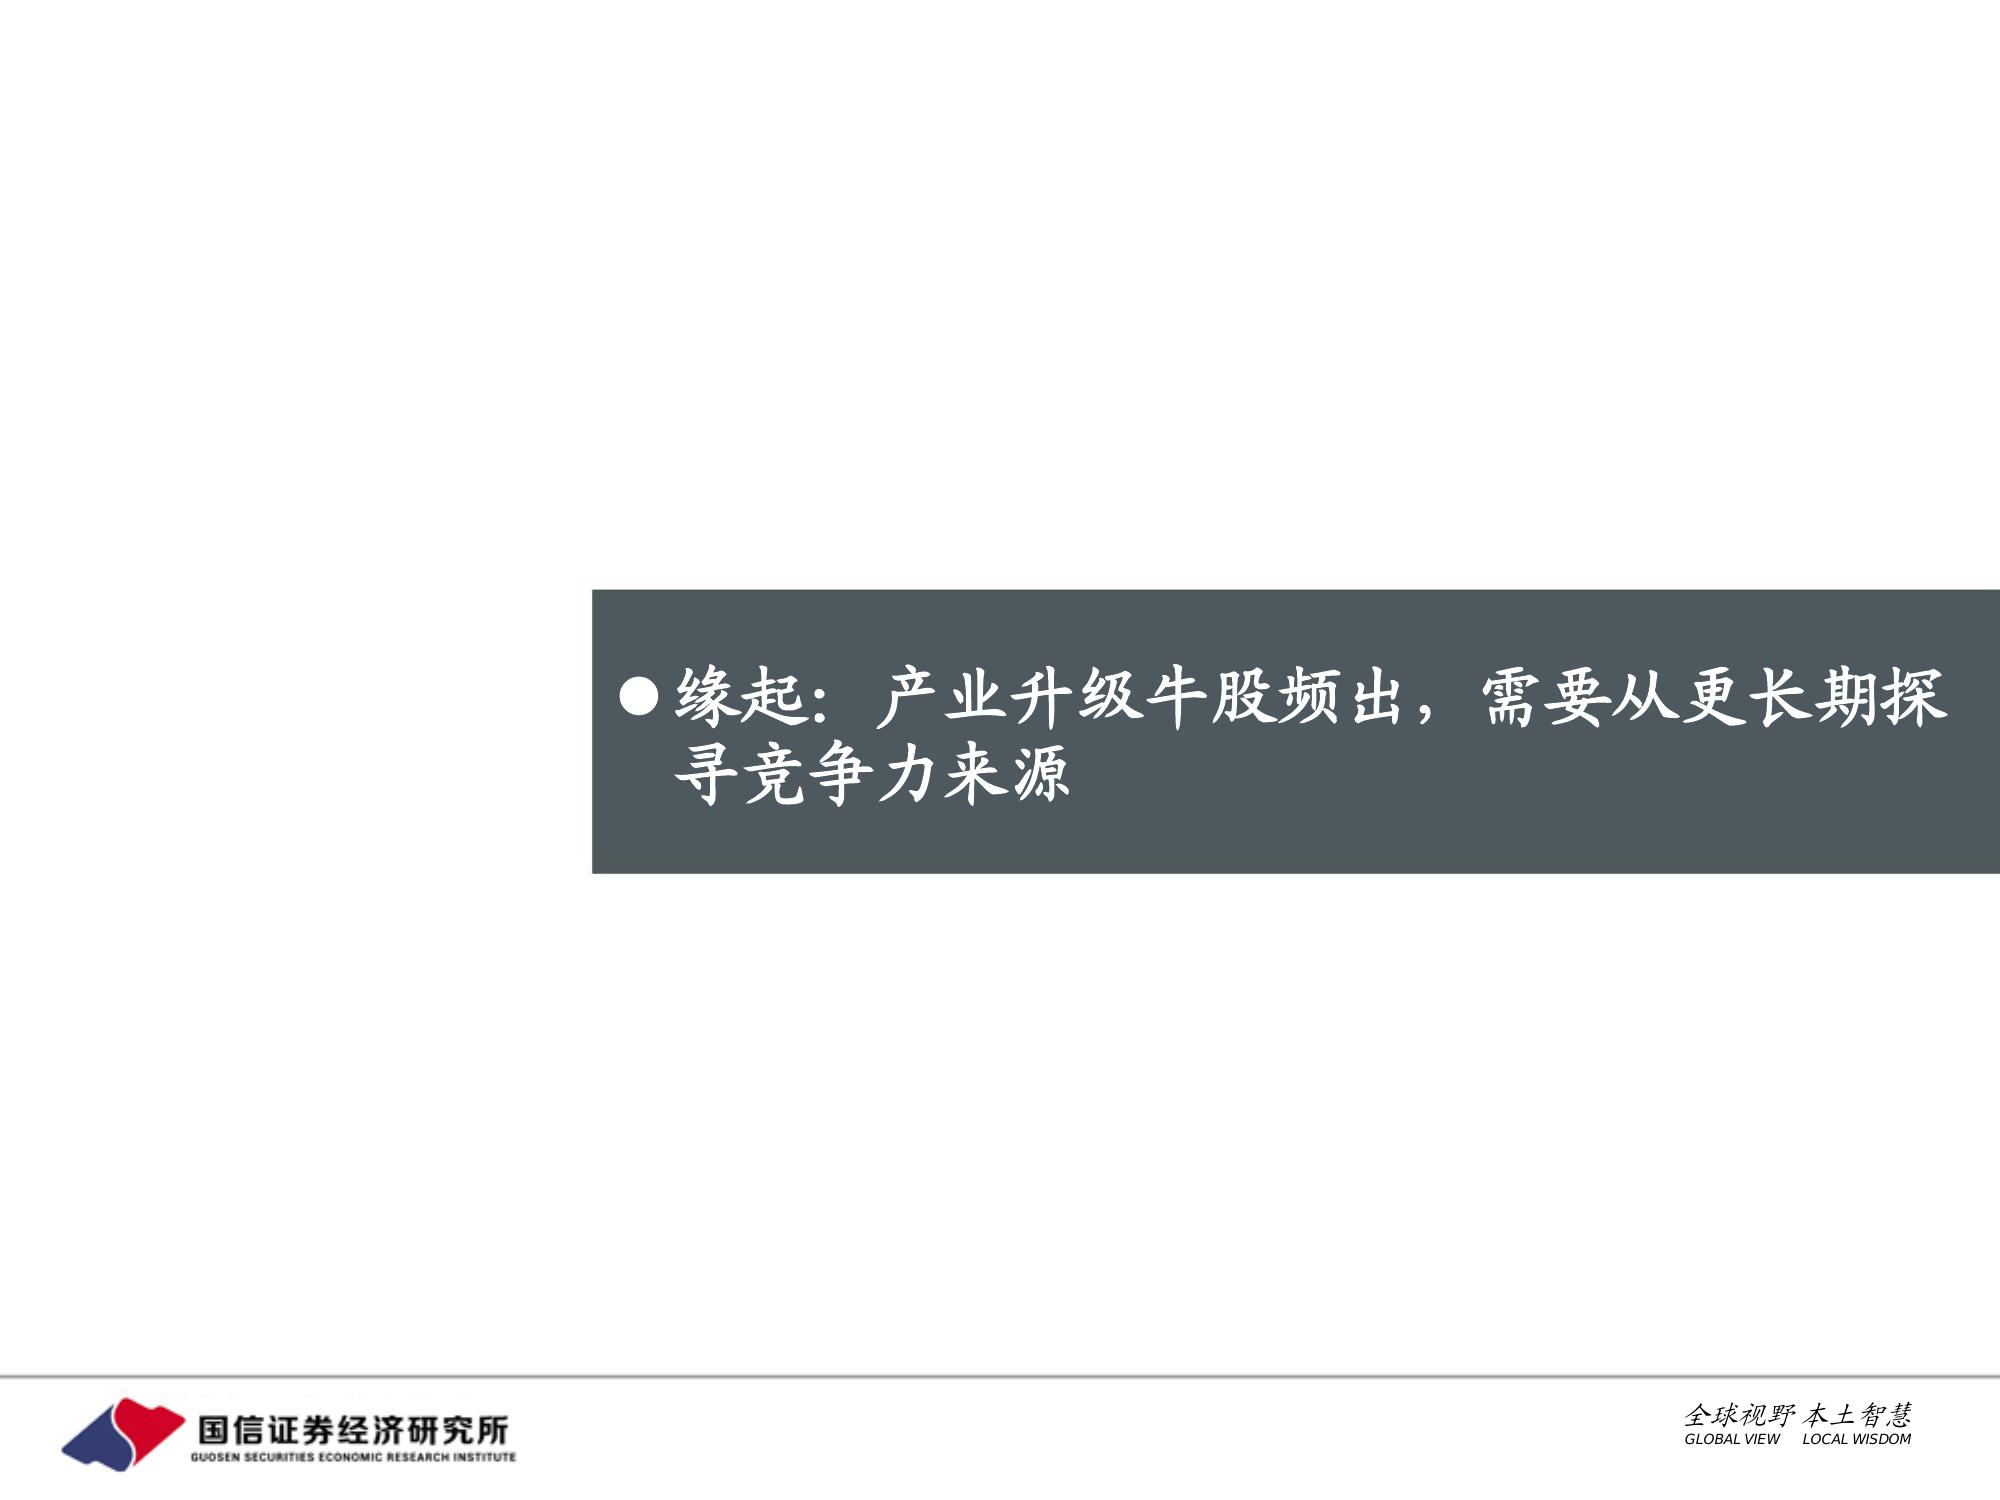 ●缘起：产业升级牛股频出，需要从更长期探
寻竞争力来源
国信证券经济研究所
GUOSEN SECURITIES ECONOMIC RESEARCH INSTITUTE
全球视野 本土智慧
GLOBAL VIEW LOCAL WISDOM